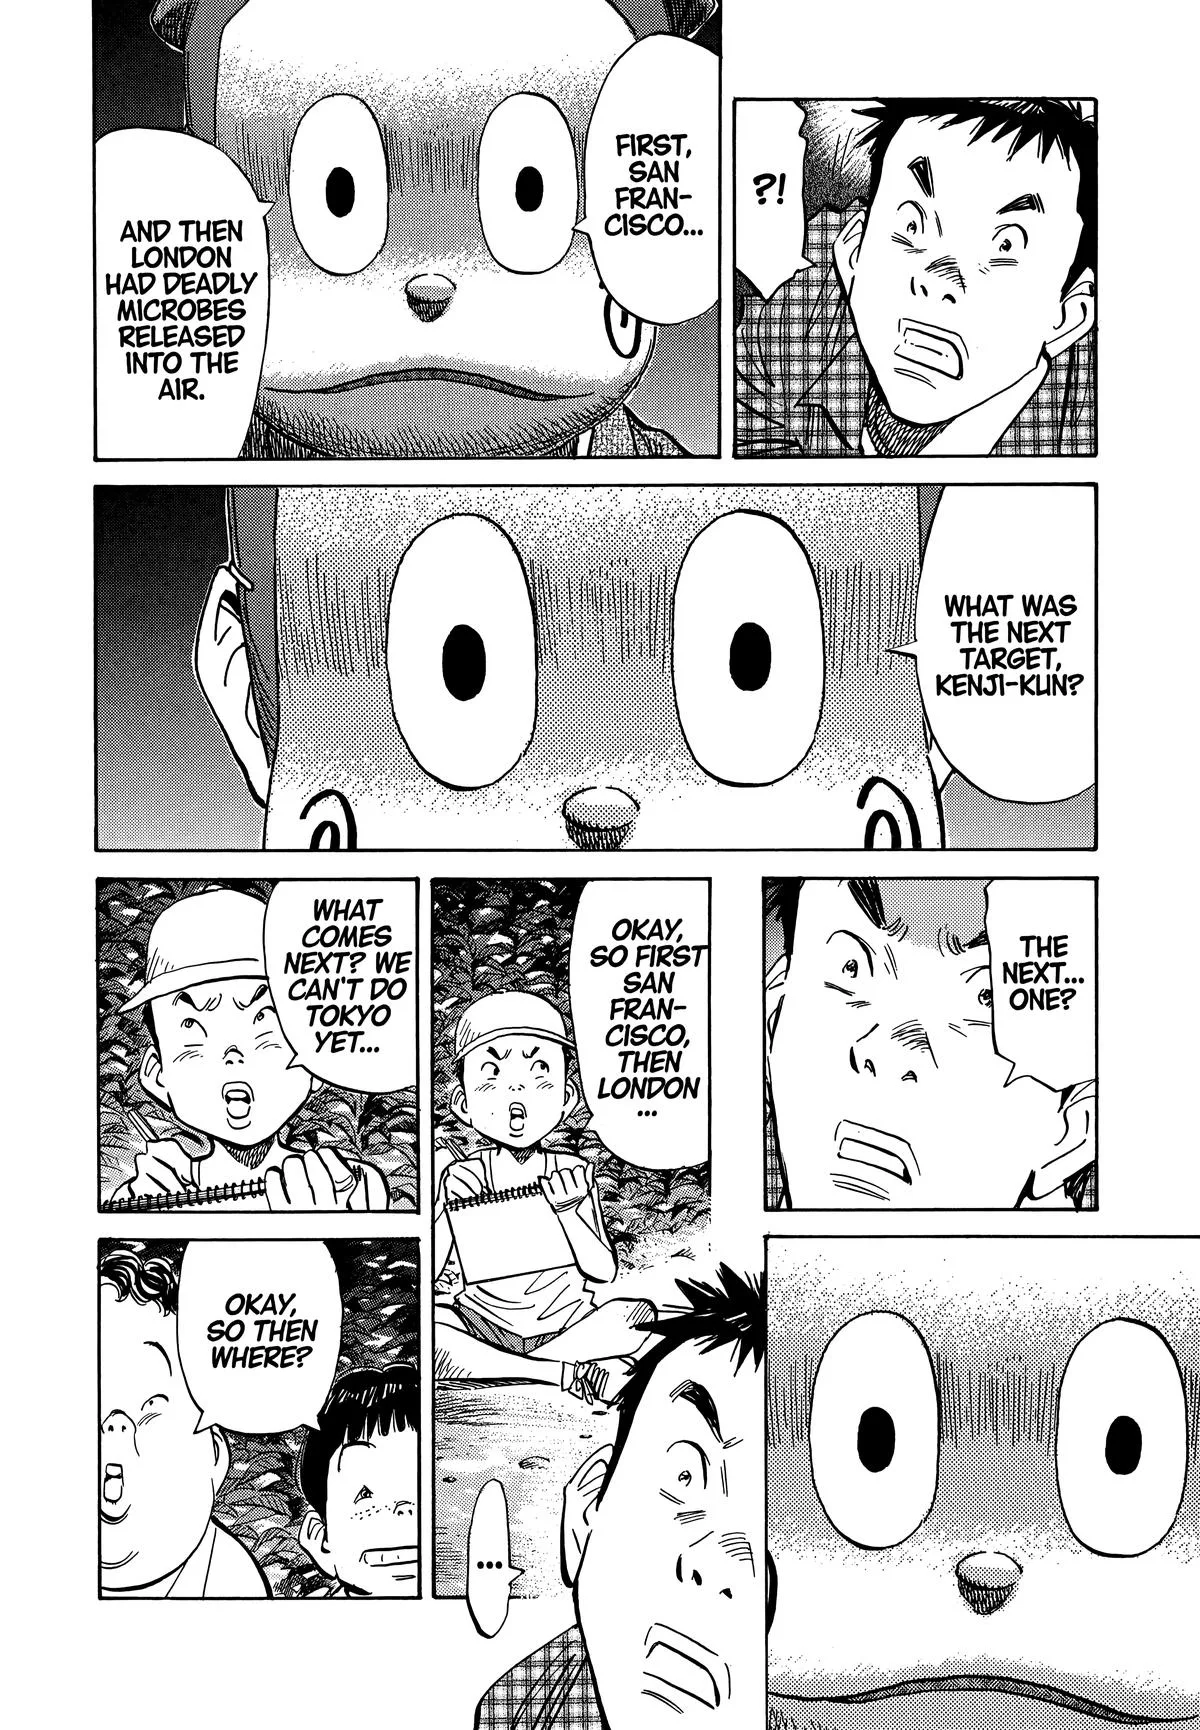 ?!
FIRST,
SAN
FRAN-
CISCO...
AND THEN
LONDON
HAD DEADLY
MICROBES
RELEASED
INTO THE
AIR.
WHAT WAS
THE NEXT
TARGET,
KENJI-KUN?
THE
NEXT...
ONE?
OKAY,
SO FIRST
SAN
FRAN-
CISCO,
THEN
LONDON
...
WHAT
COMES
NEXT? WE
CAN'T DO
TOKYO
YET...
OKAY,
SO THEN
WHERE?
...